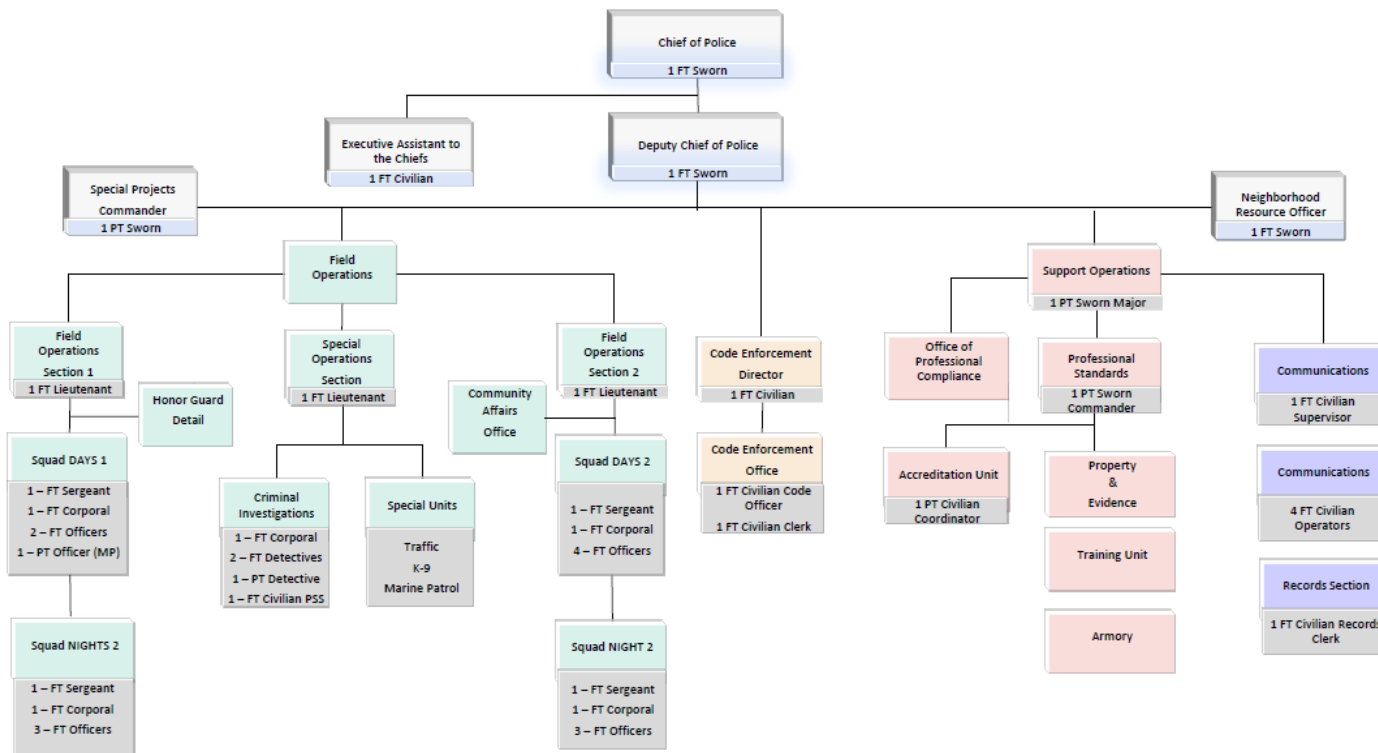 Chief of Police
1 FT Sworn
Executive Assistant to
the Chiefs
1 FT Civilian
Deputy Chief of Police
1 FT Sworn
Special Projects
Commander
1 PT Sworn
Neighborhood
Resource Officer
1 FT Sworn
Field
Operations
Support Operations
1 PT Sworn Major
Field
Operations
Section 1
1 FT Lieutenant
Honor Guard
Detail
Squad DAYS 1
1 – FT Sergeant
1 – FT Corporal
2 – FT Officers
1 – PT Officer (MP)
Squad NIGHTS 2
1 – FT Sergeant
1 – FT Corporal
3 – FT Officers
Special
Operations
Section
1 FT Lieutenant
Criminal
Investigations
1 – FT Corporal
2 – FT Detectives
1 – PT Detective
1 – FT Civilian PSS
Special Units
Traffic
K-9
Marine Patrol
Field
Operations
Section 2
1 FT Lieutenant
Community
Affairs
Office
Squad DAYS 2
1 – FT Sergeant
1 – FT Corporal
4 – FT Officers
Squad NIGHT 2
1 – FT Sergeant
1 – FT Corporal
3 – FT Officers
Code Enforcement
Director
1 FT Civilian
Code Enforcement
Office
1 FT Civilian Code
Officer
1 FT Civilian Clerk
Office of
Professional
Compliance
Professional
Standards
1 PT Sworn
Commander
Accreditation Unit
1 PT Civilian
Coordinator
Property
&
Evidence
Training Unit
Armory
Communications
1 FT Civilian
Supervisor
Communications
4 FT Civilian
Operators
Records Section
1 FT Civilian Records
Clerk